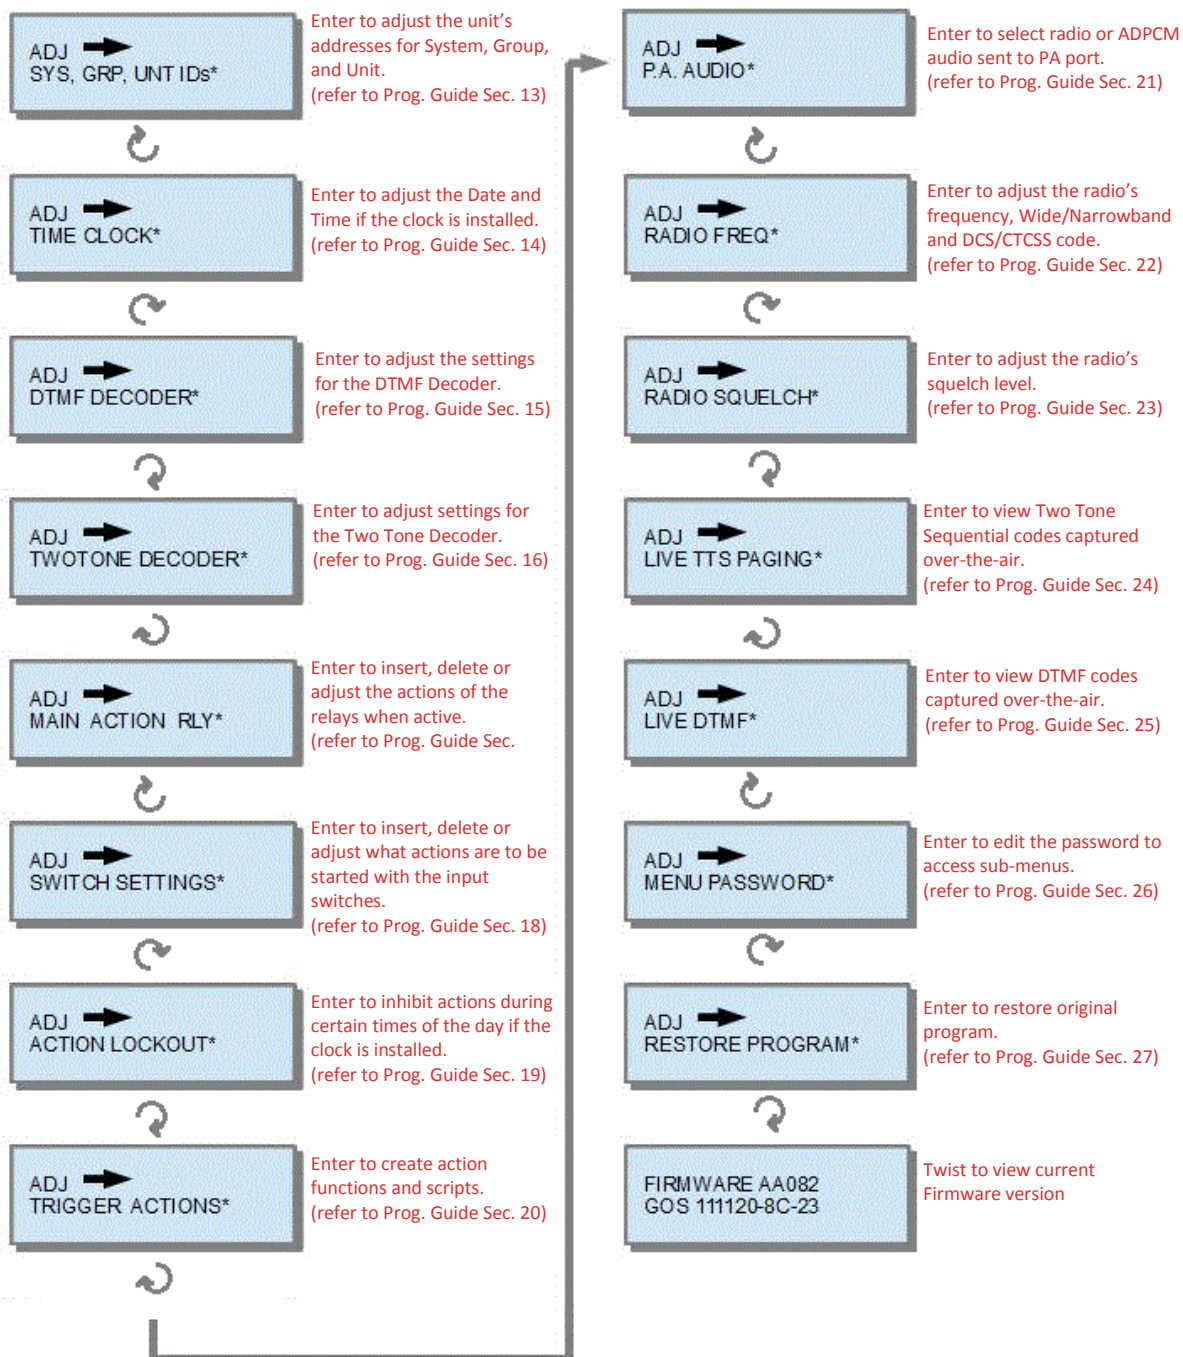 ADJ
SYS, GRP, UNT IDs*
Enter to adjust the unit's
addresses for System, Group,
and Unit.
(refer to Prog. Guide Sec. 13)
ADJ
TIME CLOCK*
Enter to adjust the Date and
Time if the clock is installed.
(refer to Prog. Guide Sec. 14)
ADJ
DTMF DECODER*
Enter to adjust the settings
for the DTMF Decoder.
(refer to Prog. Guide Sec. 15)
ADJ
TWOTONE DECODER*
Enter to adjust settings for
the Two Tone Decoder.
(refer to Prog. Guide Sec. 16)
ADJ
MAIN ACTION RLY*
Enter to insert, delete or
adjust the actions of the
relays when active.
(refer to Prog. Guide Sec.
ADJ
SWITCH SETTINGS*
Enter to insert, delete or
adjust what actions are to be
started with the input
switches.
(refer to Prog. Guide Sec. 18)
ADJ
ACTION LOCKOUT*
Enter to inhibit actions during
certain times of the day if the
clock is installed.
(refer to Prog. Guide Sec. 19)
ADJ
TRIGGER ACTIONS*
Enter to create action
functions and scripts.
(refer to Prog. Guide Sec. 20)
ADJ
P.A. AUDIO*
Enter to select radio or ADPCM
audio sent to PA port.
(refer to Prog. Guide Sec. 21)
ADJ
RADIO FREQ*
Enter to adjust the radio's
frequency, Wide/Narrowband
and DCS/CTCSS code.
(refer to Prog. Guide Sec. 22)
ADJ
RADIO SQUELCH*
Enter to adjust the radio's
squelch level.
(refer to Prog. Guide Sec. 23)
ADJ
LIVE TTS PAGING*
Enter to view Two Tone
Sequential codes captured
over-the-air.
(refer to Prog. Guide Sec. 24)
ADJ
LIVE DTMF*
Enter to view DTMF codes
captured over-the-air.
(refer to Prog. Guide Sec. 25)
ADJ
MENU PASSWORD*
Enter to edit the password to
access sub-menus.
(refer to Prog. Guide Sec. 26)
ADJ
RESTORE PROGRAM*
Enter to restore original
program.
(refer to Prog. Guide Sec. 27)
FIRMWARE AA082
GOS 111120-8C-23
Twist to view current
Firmware version